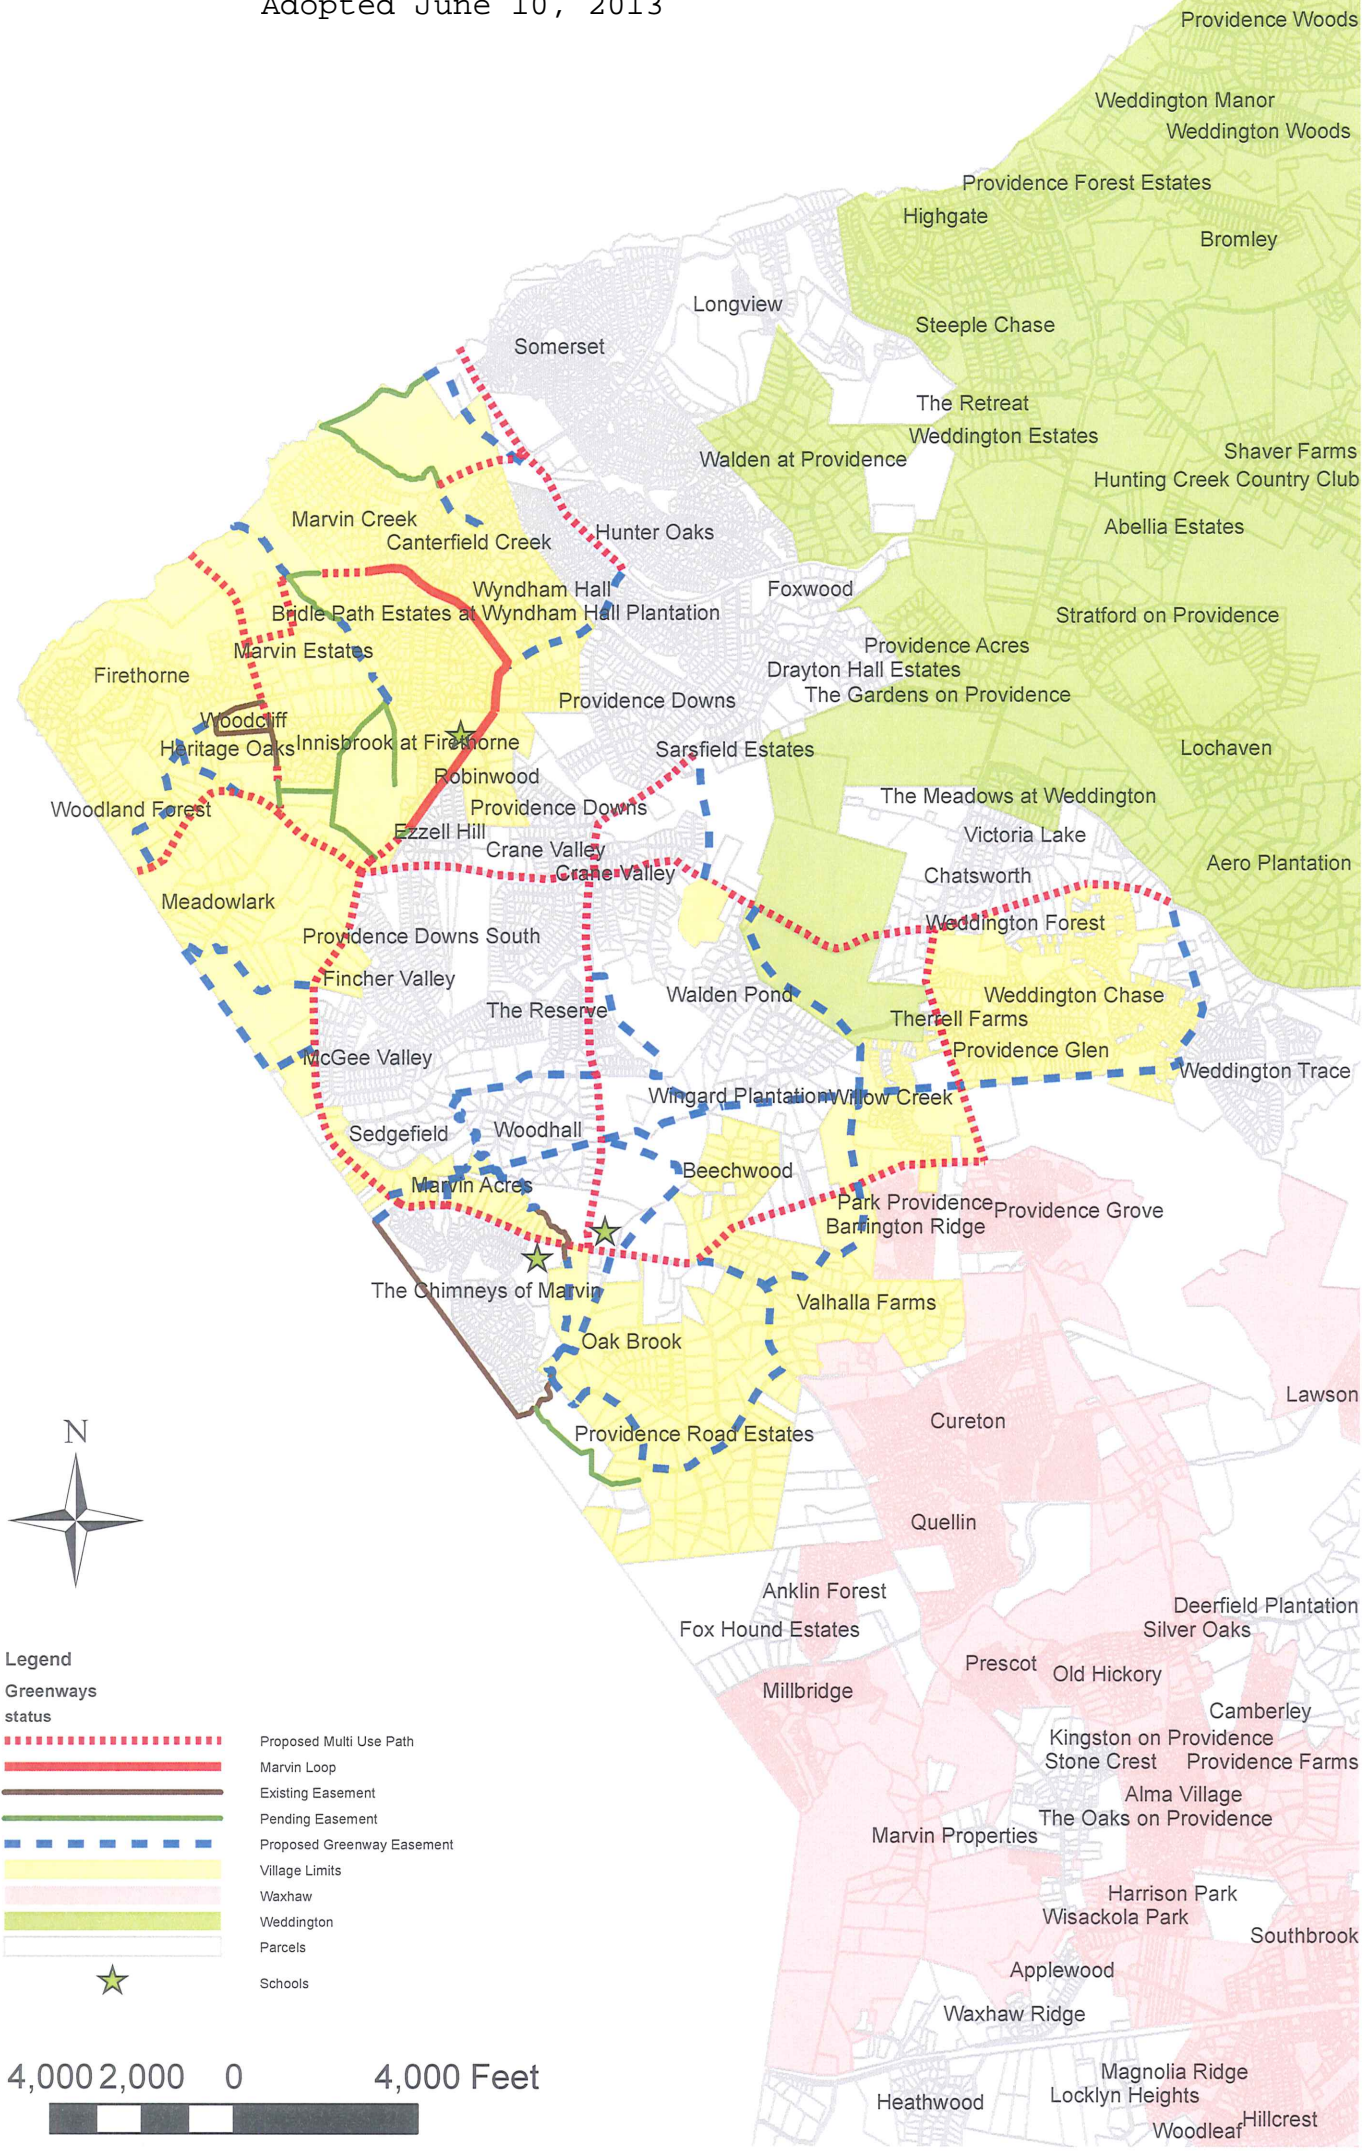 Adopted June 10, 2013
Providence Woods
Weddington Manor
Weddington Woods
Providence Forest Estates
Highgate
Bromley
Longview
Steeple Chase
Somerset
The Retreat
Weddington Estates
Shaver Farms
Walden at Providence
Hunting Creek Country Club
Marvin Creek
Abellia Estates
Hunter Oaks
Canterfield Creek
Wyndham Hall
Foxwood
Bridle Path Estates at Wyndham Hall Plantation
Stratford on Providence
Marvin Estates
Providence Acres
Firethorne
Drayton Hall Estates
The Gardens on Providence
Providence Downs
Woodcliff
Heritage Oaks
Innisbrook at Firethorne
Sarsfield Estates
Lochaven
Robinwood
The Meadows at Weddington
Woodland Forest
Providence Downs
Ezzell Hill
Victoria Lake
Crane Valley
Aero Plantation
Crane Valley
Chatsworth
Meadowlark
Weddington Forest
Providence Downs South
Fincher Valley
Walden Pond
Weddington Chase
The Reserve
Therrell Farms
McGee Valley
Providence Glen
Weddington Trace
Wingard Plantation
Willow Creek
Sedgefield
Woodhall
Beechwood
Marvin Acres
Park Providence
Providence Grove
Barrington Ridge
The Chimneys of Marvin
Valhalla Farms
Oak Brook
Lawson
Cureton
Providence Road Estates
N
Quellin
Anklin Forest
Deerfield Plantation
Fox Hound Estates
Silver Oaks
Prescot
Old Hickory
Millbridge
Camberley
Kingston on Providence
Stone Crest
Providence Farms
Alma Village
The Oaks on Providence
Marvin Properties
Harrison Park
Wisackola Park
Southbrook
Applewood
Waxhaw Ridge
Magnolia Ridge
Locklyn Heights
Heathwood
Hillcrest
Woodleaf
Legend
Greenways
status
Proposed Multi Use Path
Marvin Loop
Existing Easement
Pending Easement
Proposed Greenway Easement
Village Limits
Waxhaw
Weddington
Parcels
Schools
4,000 2,000 0 4,000 Feet